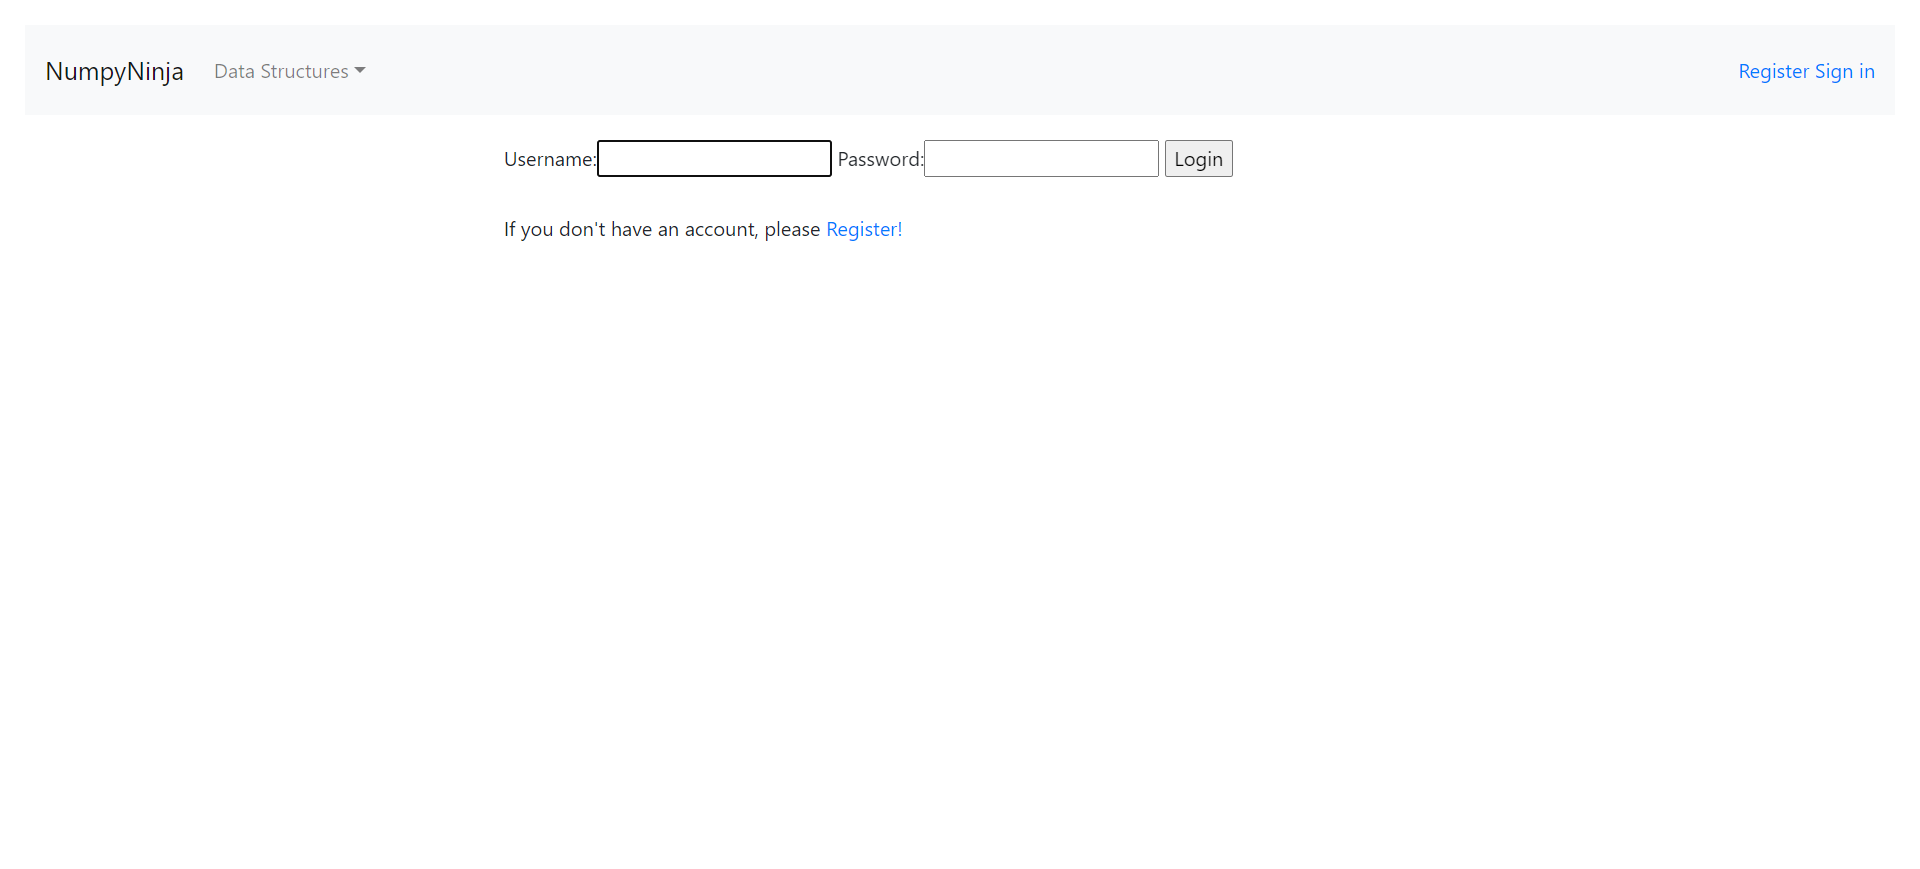 NumpyNinja Data Structures Register Sign in
Username: Password: Login
If you don't have an account, please Register!